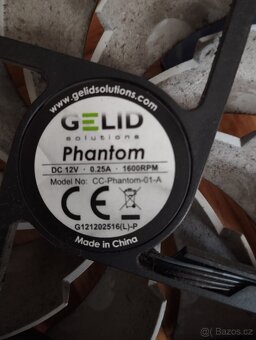 www.gelidsolutions.com
GELID
solutions
Phantom
DC 12V · 0.25A · 1600RPM
Model No: CC-Phantom-01-A
CE
G121202516(L)-P
Made in China
Bazos.cz